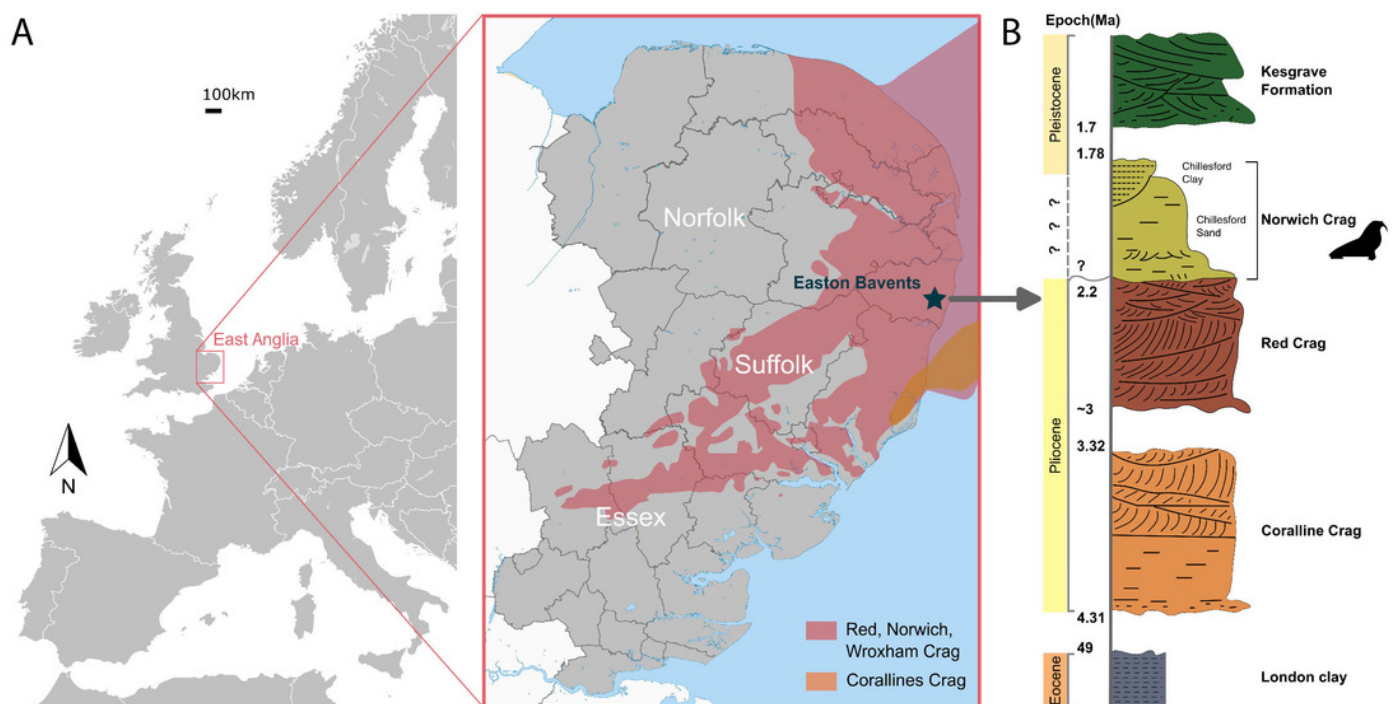 A
100km
East Anglia
N
Norfolk
Easton Bavents
Suffolk
Essex
Red, Norwich,
Wroxham Crag
Corallines Crag
B
Epoch(Ma)
Pleistocene
Kesgrave
Formation
1.7
1.78
Chillesford
Clay
?
?
?
?
Chillesford
Sand
Norwich Crag
2.2
Pliocene
Red Crag
~3
3.32
Coralline Crag
4.31
49
Eocene
London clay